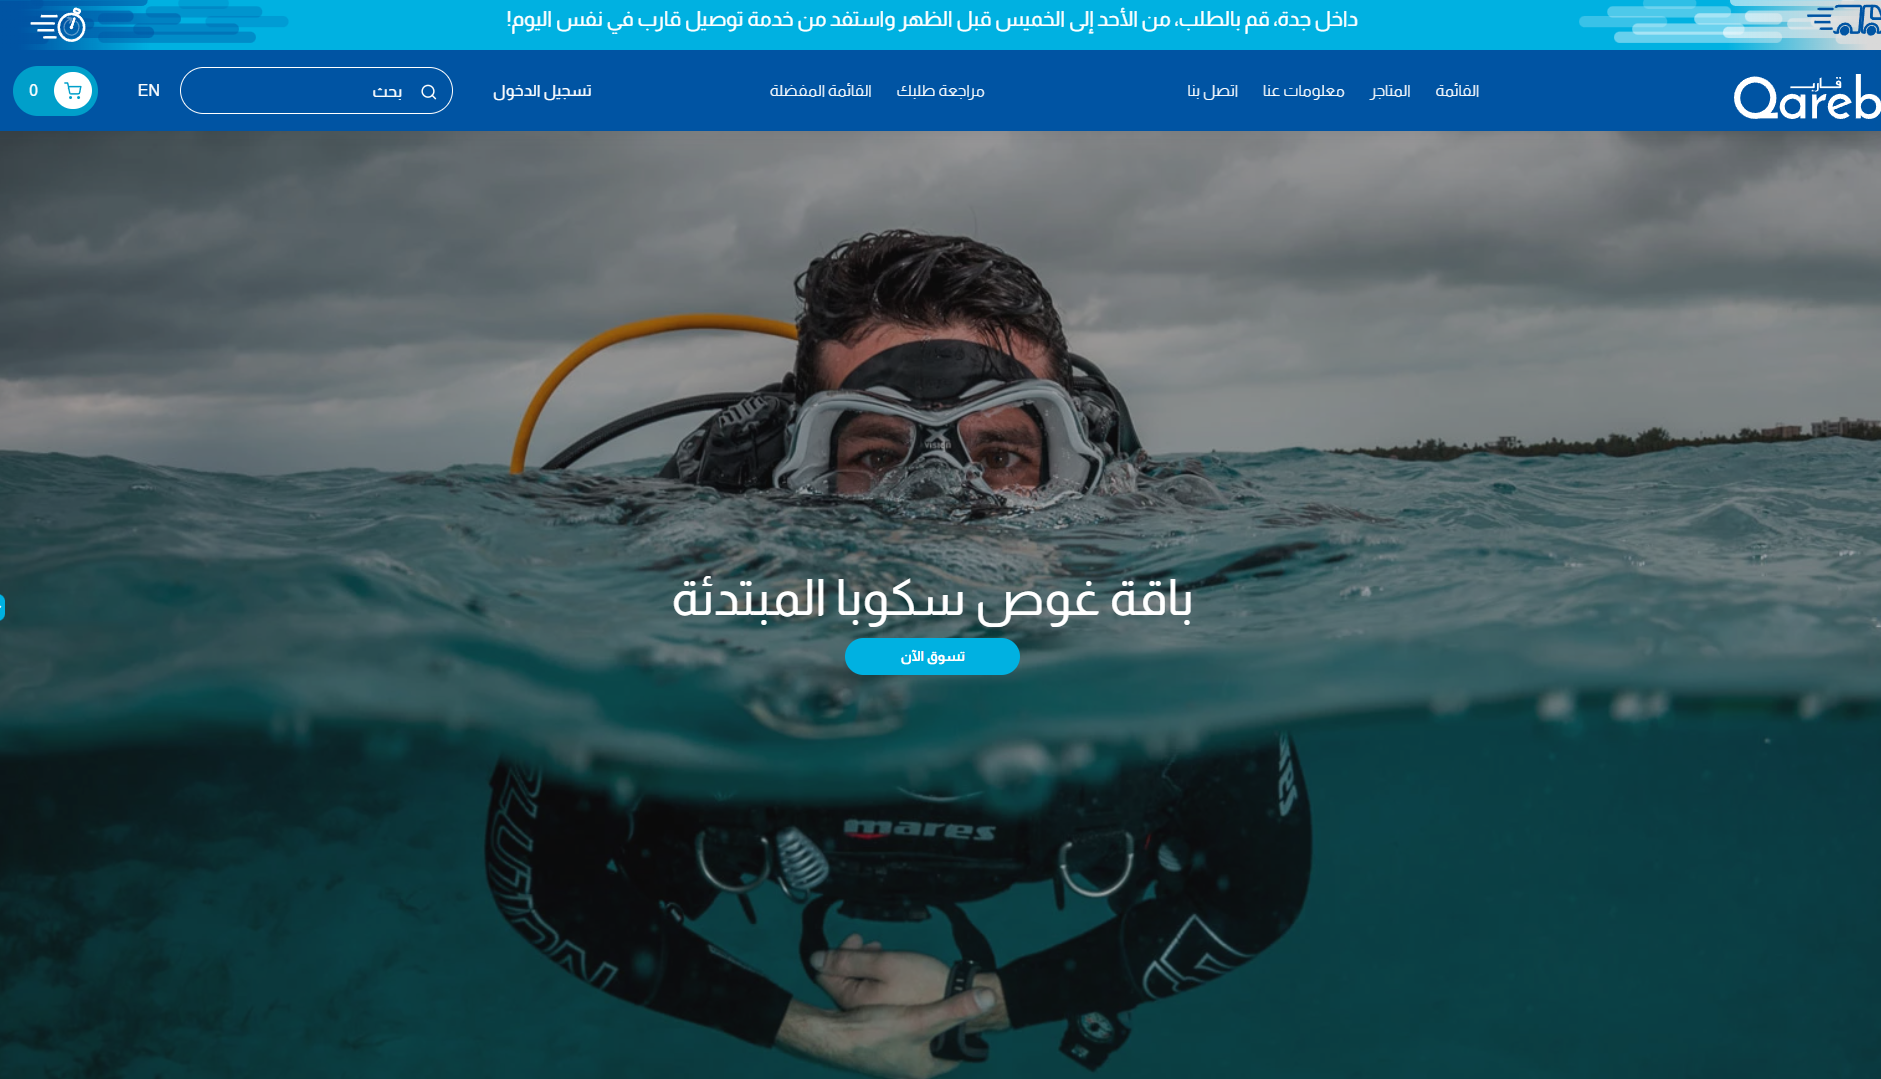 داخل جدة، قم بالطلب، من الأحد إلى الخميس قبل الظهر واستفد من خدمة توصيل قارب في نفس اليوم!
قارب
Qareb
القائمة
المتاجر
معلومات عنا
اتصل بنا
مراجعة طلبك
القائمة المفضلة
تسجيل الدخول
بحث
EN
0
VISION
باقة غوص سكوبا المبتدئة
تسوق الآن
mares